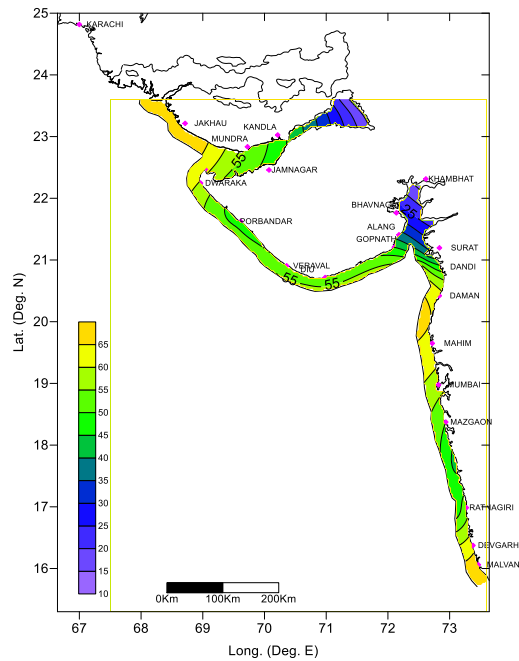 25
KARACHI
24
JAKHAU
KANDLA
23
MUNDRA
55
JAMNAGAR
DWARAKA
KHAMBHAT
22
BHAVNAGAR
25
PORBANDAR
ALANG
GOPNATH
SURAT
21
VERAVAL
DIU
DANDI
55
55
DAMAN
20
65
MAHIM
60
55
19
MUMBAI
50
45
MAZGAON
40
18
35
30
25
17
RATNAGIRI
20
15
DEVGARH
10
16
MALVAN
0Km 100Km 200Km
67 68 69 70 71 72 73
Long. (Deg. E)
Lat. (Deg. N)